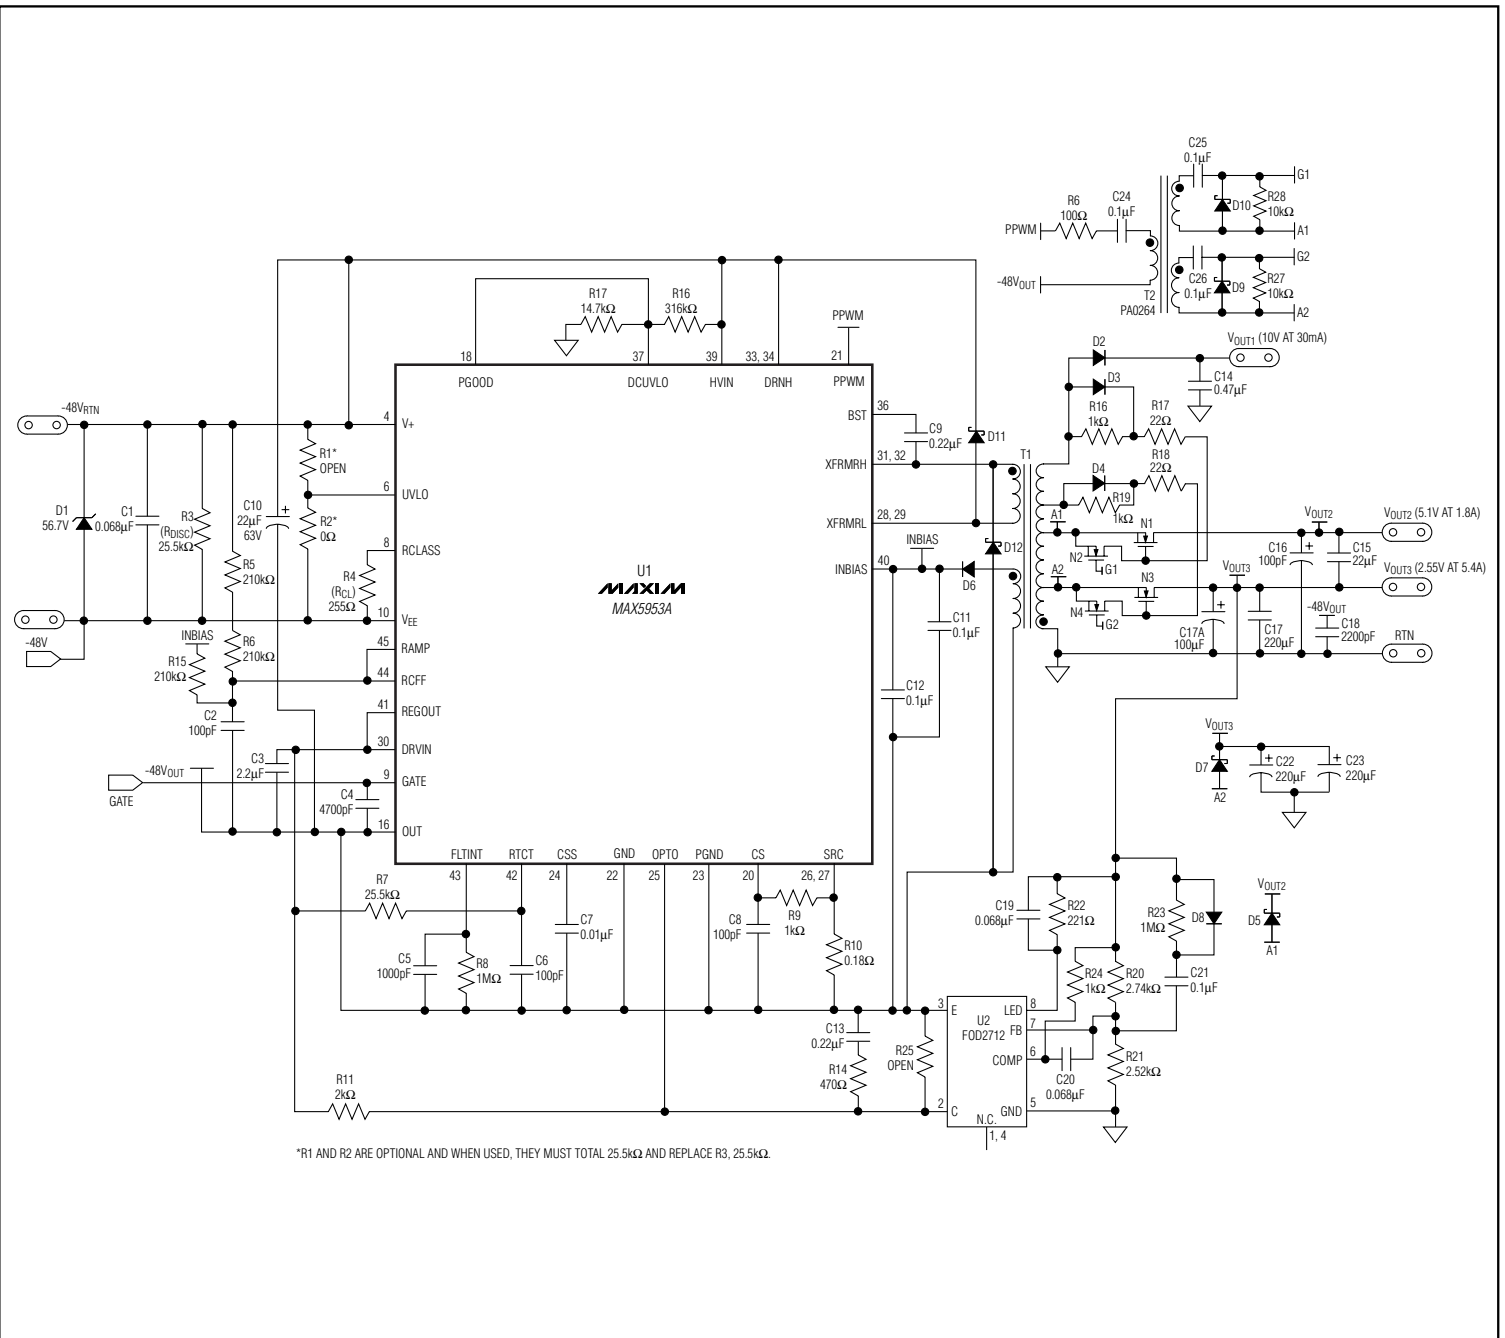 C25
0.1µF
G1
R6
100Ω
C24
0.1µF
D10
R28
10kΩ
PPWM
A1
G2
-48VOUT
C26
0.1µF
D9
R27
10kΩ
T2
PA0264
A2
R17
14.7kΩ
R16
316kΩ
PPWM
VOUT1 (10V AT 30mA)
D2
D3
C14
0.47µF
18
37
39
33, 34
21
PGOOD
DCUVLO
HVIN
DRNH
PPWM
-48VRTN
4
V+
36
BST
C9
0.22µF
D11
R16
1kΩ
R17
22Ω
R1*
OPEN
31, 32
XFRMRH
T1
D4
R18
22Ω
R19
1kΩ
6
UVLO
D1
56.7V
C1
0.068µF
R3
(RDISC)
25.5kΩ
C10
22µF
63V
+
R2*
0Ω
28, 29
XFRMRL
A1
N1
VOUT2
VOUT2 (5.1V AT 1.8A)
8
RCLASS
INBIAS
D12
N2
G1
C16
100pF
+
C15
22µF
R5
210kΩ
R4
(RCL)
255Ω
U1
MAXIM
MAX5953A
40
INBIAS
D6
A2
N3
VOUT3
VOUT3 (2.55V AT 5.4A)
10
VEE
N4
G2
C17A
100µF
+
C17
220µF
-48VOUT
C18
2200pF
RTN
C11
0.1µF
-48V
INBIAS
R15
210kΩ
R6
210kΩ
45
RAMP
44
RCFF
C12
0.1µF
C2
100pF
41
REGOUT
30
DRVIN
-48VOUT
C3
2.2µF
9
GATE
GATE
C4
4700pF
16
OUT
VOUT3
D7
A2
+
C22
220µF
+
C23
220µF
FLTINT
RTCT
CSS
GND
OPTO
PGND
CS
SRC
43
42
24
22
25
23
20
26, 27
R7
25.5kΩ
R9
1kΩ
C5
1000pF
R8
1MΩ
C6
100pF
C7
0.01µF
C8
100pF
R10
0.18Ω
C19
0.068µF
R22
221Ω
R23
1MΩ
D8
VOUT2
D5
A1
R24
1kΩ
R20
2.74kΩ
C21
0.1µF
3
E
LED
8
U2
FOD2712
FB
7
COMP
6
C13
0.22µF
R14
470Ω
R25
OPEN
C20
0.068µF
R21
2.52kΩ
R11
2kΩ
2
C
GND
5
N.C.
1, 4
*R1 AND R2 ARE OPTIONAL AND WHEN USED, THEY MUST TOTAL 25.5kΩ AND REPLACE R3, 25.5kΩ.